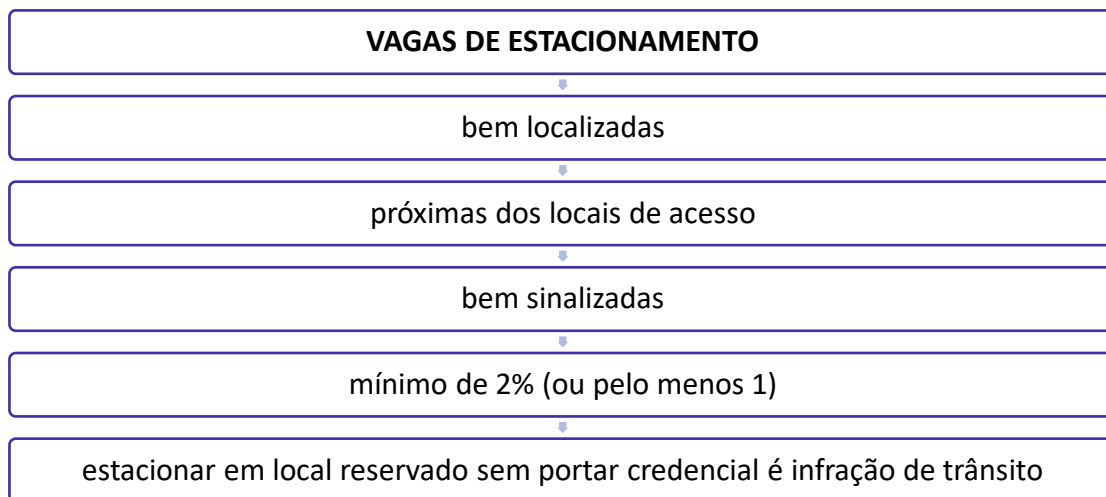 VAGAS DE ESTACIONAMENTO
bem localizadas
próximas dos locais de acesso
bem sinalizadas
mínimo de 2% (ou pelo menos 1)
estacionar em local reservado sem portar credencial é infração de trânsito